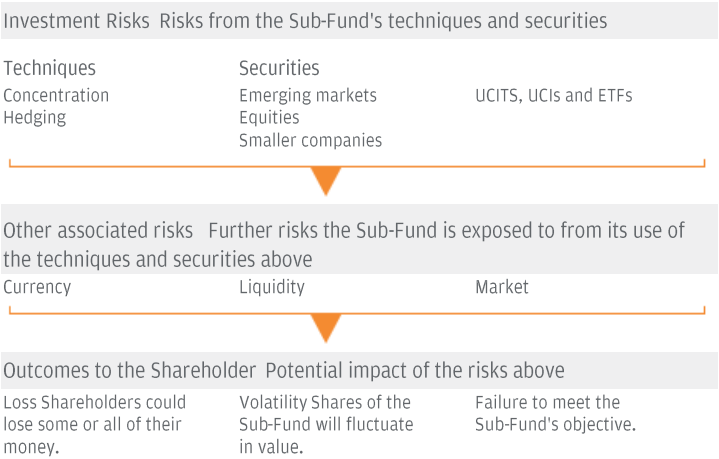 Investment Risks Risks from the Sub-Fund's techniques and securities
Techniques
Concentration
Hedging
Securities
Emerging markets
Equities
Smaller companies
UCITS, UCIs and ETFs
Other associated risks Further risks the Sub-Fund is exposed to from its use of
the techniques and securities above
Currency
Liquidity
Market
Outcomes to the Shareholder Potential impact of the risks above
Loss Shareholders could
lose some or all of their
money.
Volatility Shares of the
Sub-Fund will fluctuate
in value.
Failure to meet the
Sub-Fund's objective.